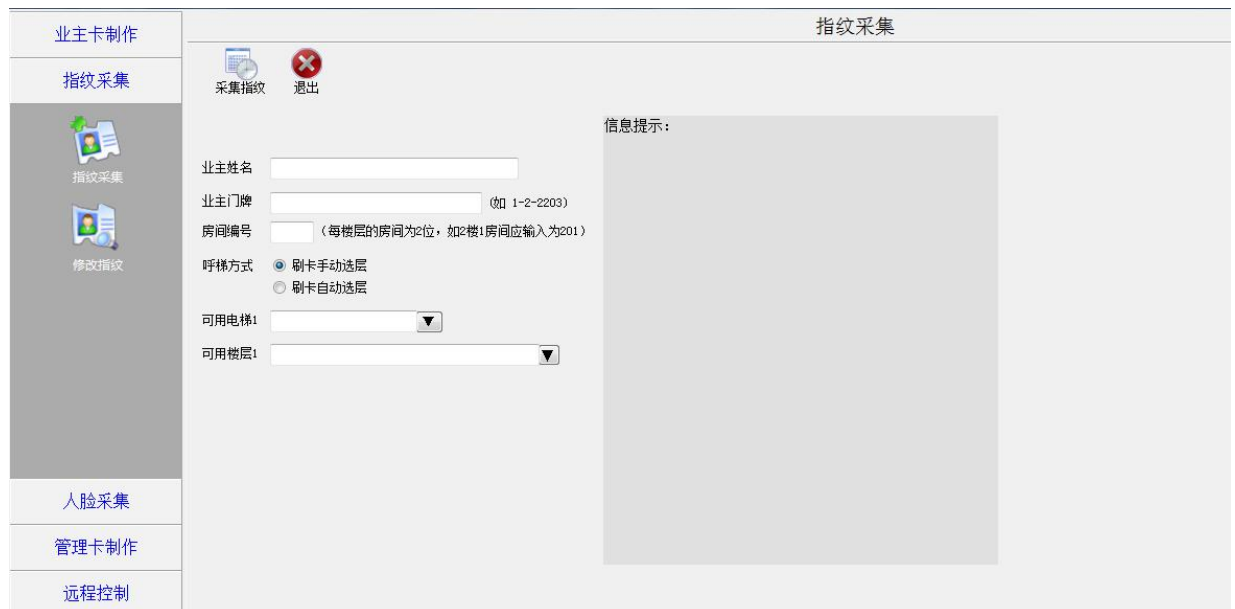 业主卡制作
指纹采集
指纹采集
修改指纹
人脸采集
管理卡制作
远程控制
指纹采集
采集指纹
退出
业主姓名
业主门牌 (如 1-2-2203)
房间编号 (每楼层的房间为2位，如2楼1房间应输入为201)
呼梯方式 刷卡手动选层
刷卡自动选层
可用电梯1
可用楼层1
信息提示：